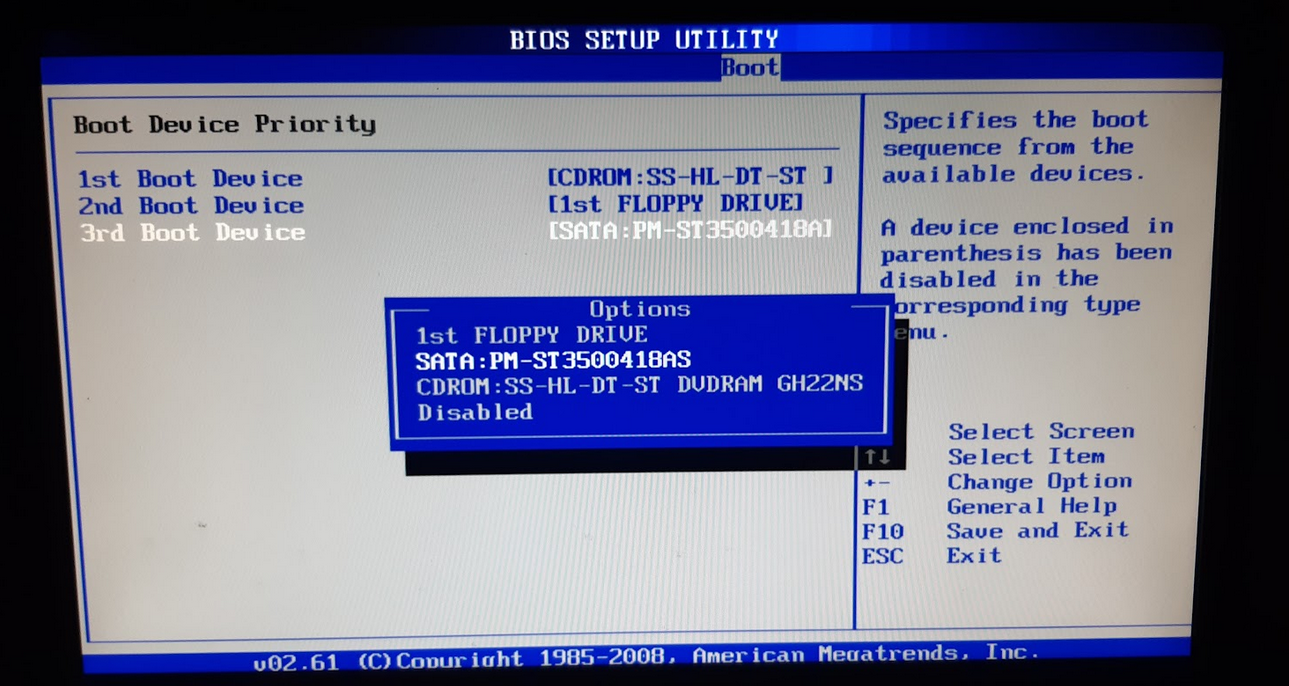 BIOS SETUP UTILITY
Boot
Boot Device Priority
1st Boot Device [CDROM:SS-HL-DT-ST ]
2nd Boot Device [1st FLOPPY DRIVE]
3rd Boot Device [SATA:PM-ST3500418A]
Options
1st FLOPPY DRIVE
SATA:PM-ST3500418AS
CDROM:SS-HL-DT-ST DVDRAM GH22NS
Disabled
Specifies the boot
sequence from the
available devices.
A device enclosed in
parenthesis has been
disabled in the
orresponding type
enu.
Select Screen
↑↓ Select Item
+- Change Option
F1 General Help
F10 Save and Exit
ESC Exit
v02.61 (C)Copyright 1985-2008, American Megatrends, Inc.